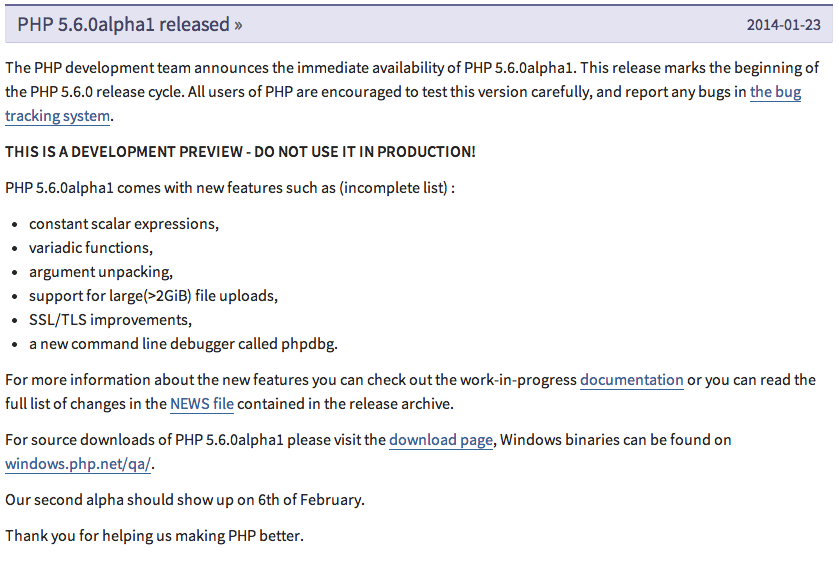 PHP 5.6.0alpha1 released »
2014-01-23
The PHP development team announces the immediate availability of PHP 5.6.0alpha1. This release marks the beginning of
the PHP 5.6.0 release cycle. All users of PHP are encouraged to test this version carefully, and report any bugs in the bug
tracking system.
THIS IS A DEVELOPMENT PREVIEW - DO NOT USE IT IN PRODUCTION!
PHP 5.6.0alpha1 comes with new features such as (incomplete list) :
• constant scalar expressions,
• variadic functions,
• argument unpacking,
• support for large(>2GiB) file uploads,
• SSL/TLS improvements,
• a new command line debugger called phpdbg.
For more information about the new features you can check out the work-in-progress documentation or you can read the
full list of changes in the NEWS file contained in the release archive.
For source downloads of PHP 5.6.0alpha1 please visit the download page, Windows binaries can be found on
windows.php.net/qa/.
Our second alpha should show up on 6th of February.
Thank you for helping us making PHP better.